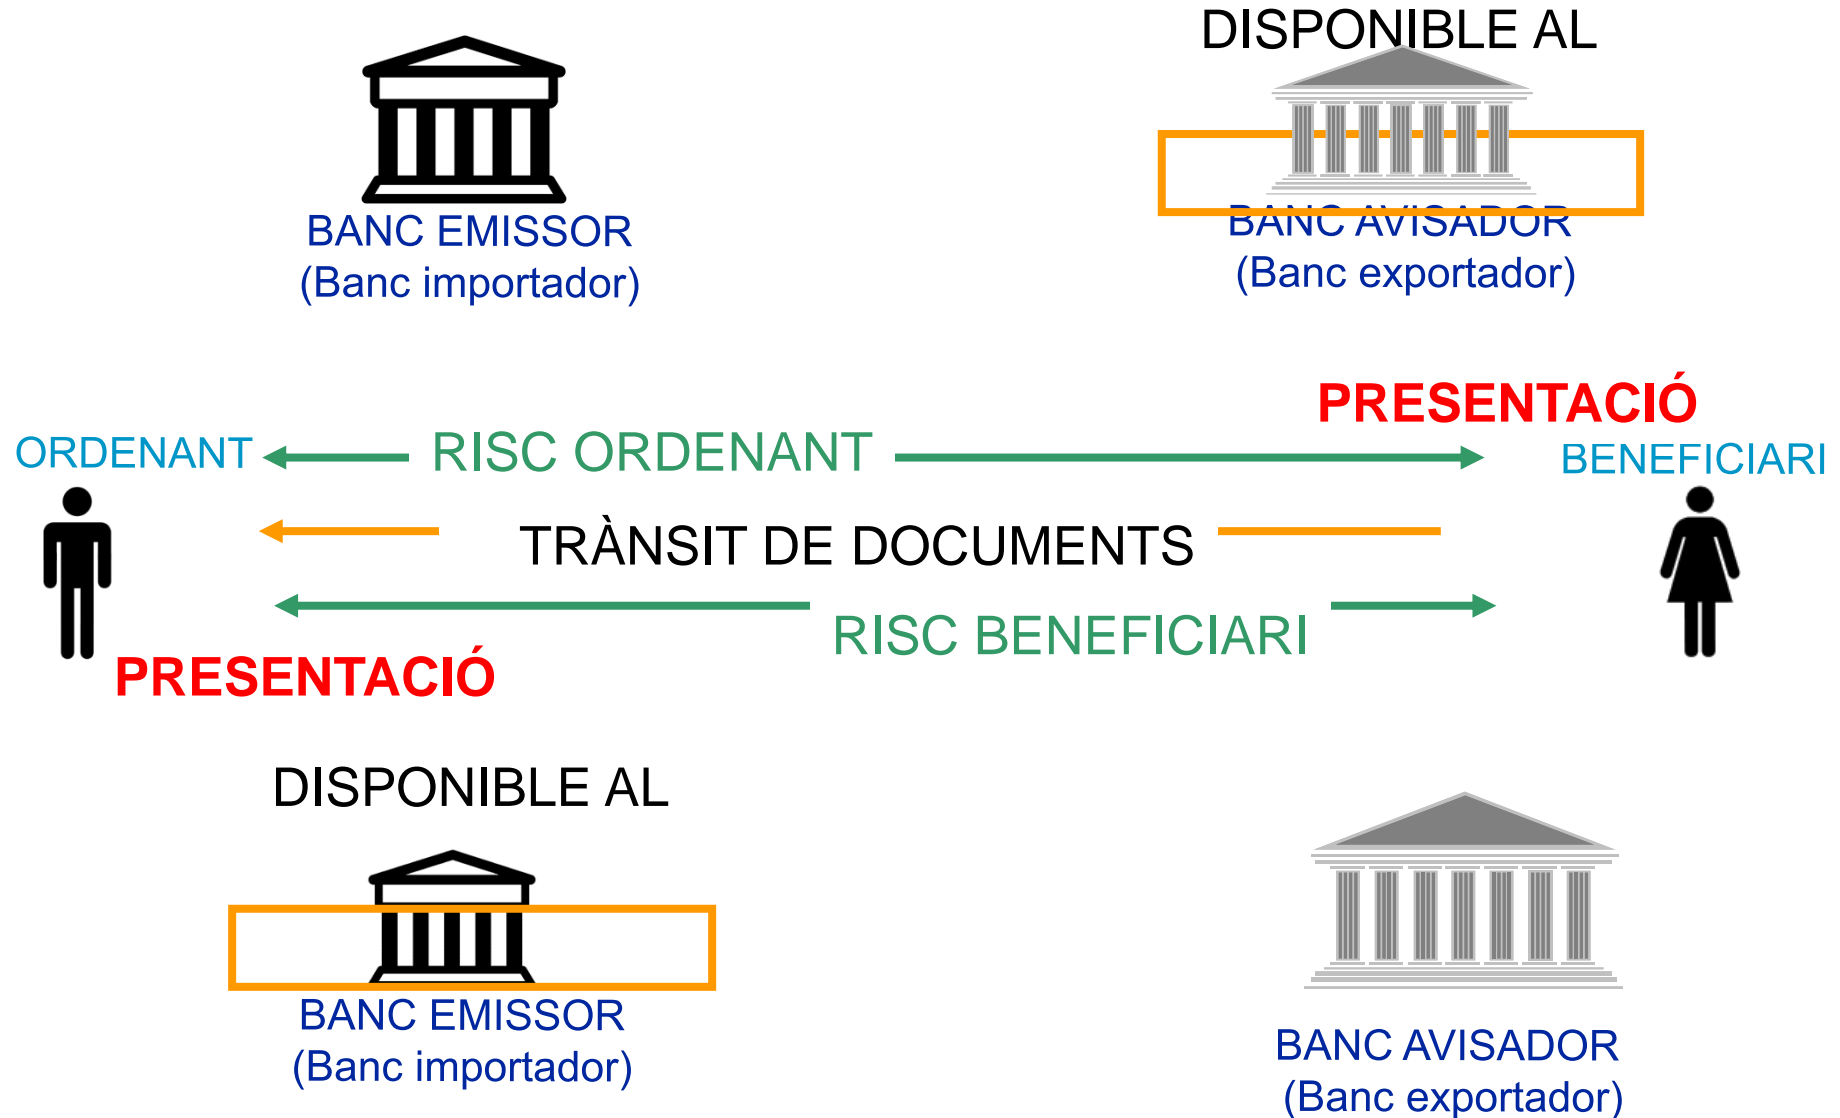 DISPONIBLE AL
BANC EMISSOR
(Banc importador)
BANC AVISADOR
(Banc exportador)
PRESENTACIÓ
ORDENANT
RISC ORDENANT
BENEFICIARI
TRÀNSIT DE DOCUMENTS
RISC BENEFICIARI
PRESENTACIÓ
DISPONIBLE AL
BANC EMISSOR
(Banc importador)
BANC AVISADOR
(Banc exportador)